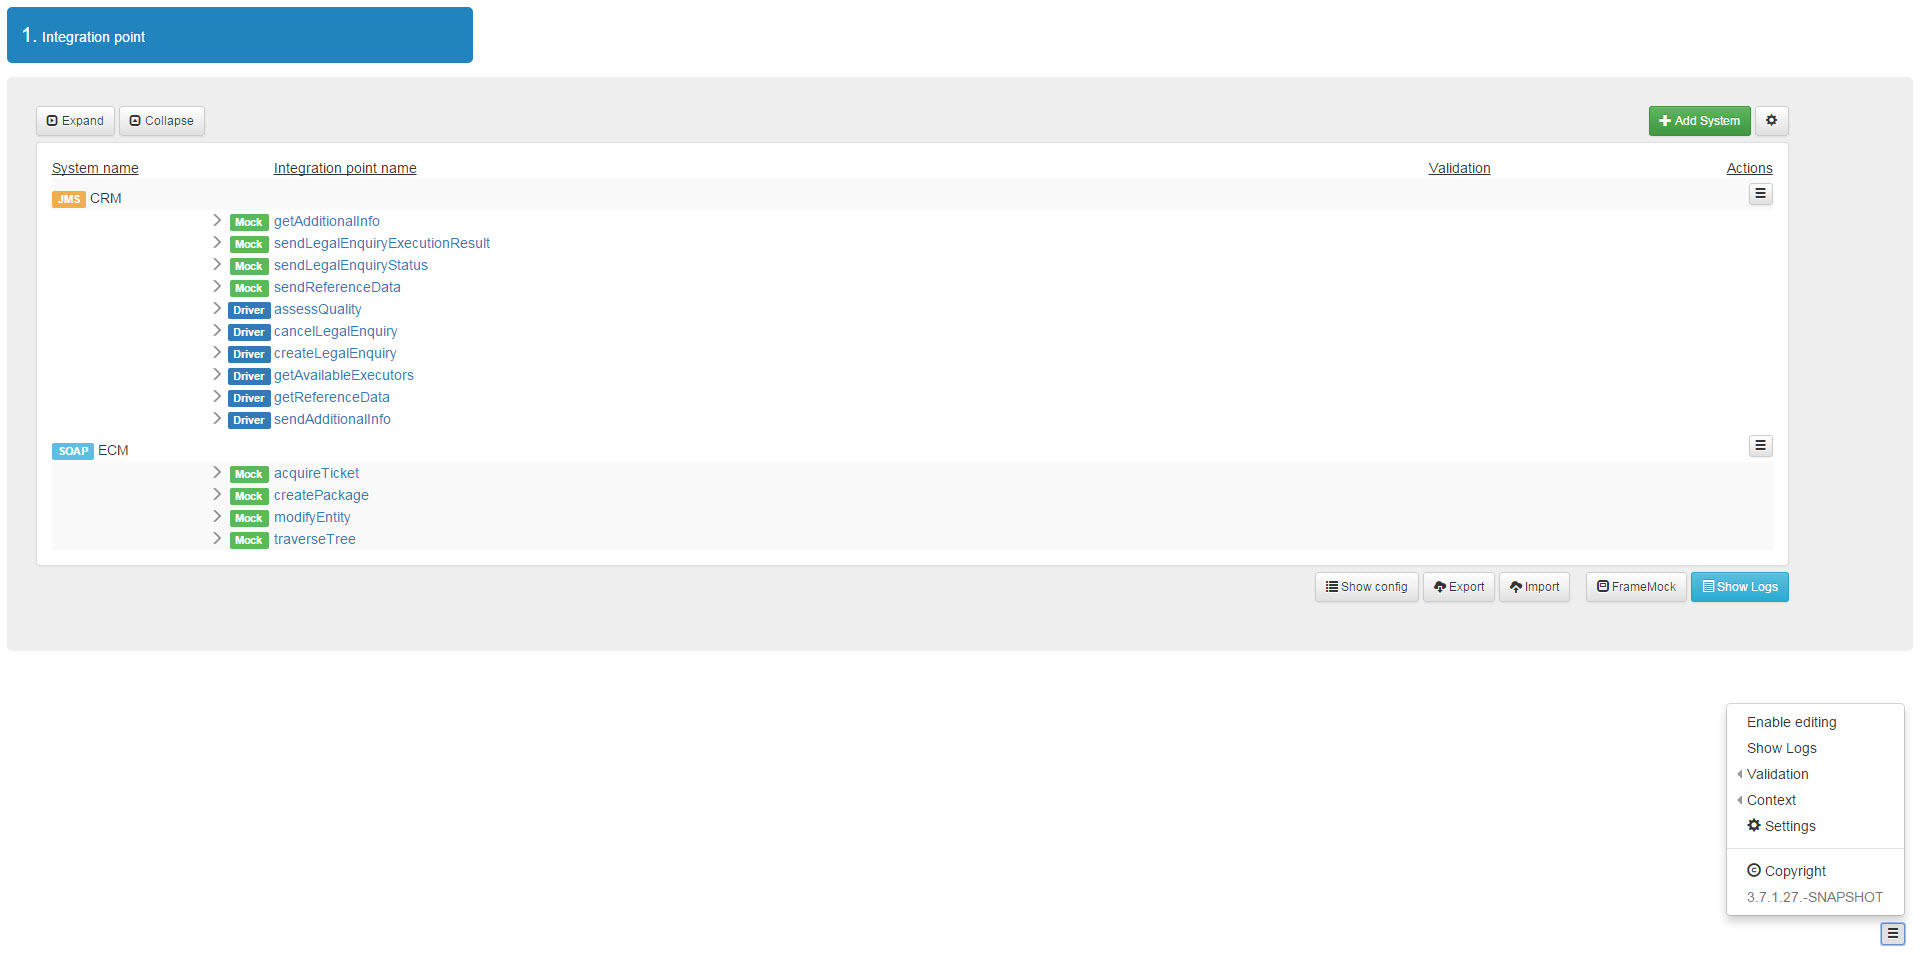 1. Integration point
Expand Collapse Add System
System name Integration point name Validation Actions
JMS CRM
Mock getAdditionalInfo
Mock sendLegalEnquiryExecutionResult
Mock sendLegalEnquiryStatus
Mock sendReferenceData
Driver assessQuality
Driver cancelLegalEnquiry
Driver createLegalEnquiry
Driver getAvailableExecutors
Driver getReferenceData
Driver sendAdditionalInfo
SOAP ECM
Mock acquireTicket
Mock createPackage
Mock modifyEntity
Mock traverseTree
Show config Export Import FrameMock Show Logs
Enable editing
Show Logs
Validation
Context
Settings
Copyright
3.7.1.27.-SNAPSHOT